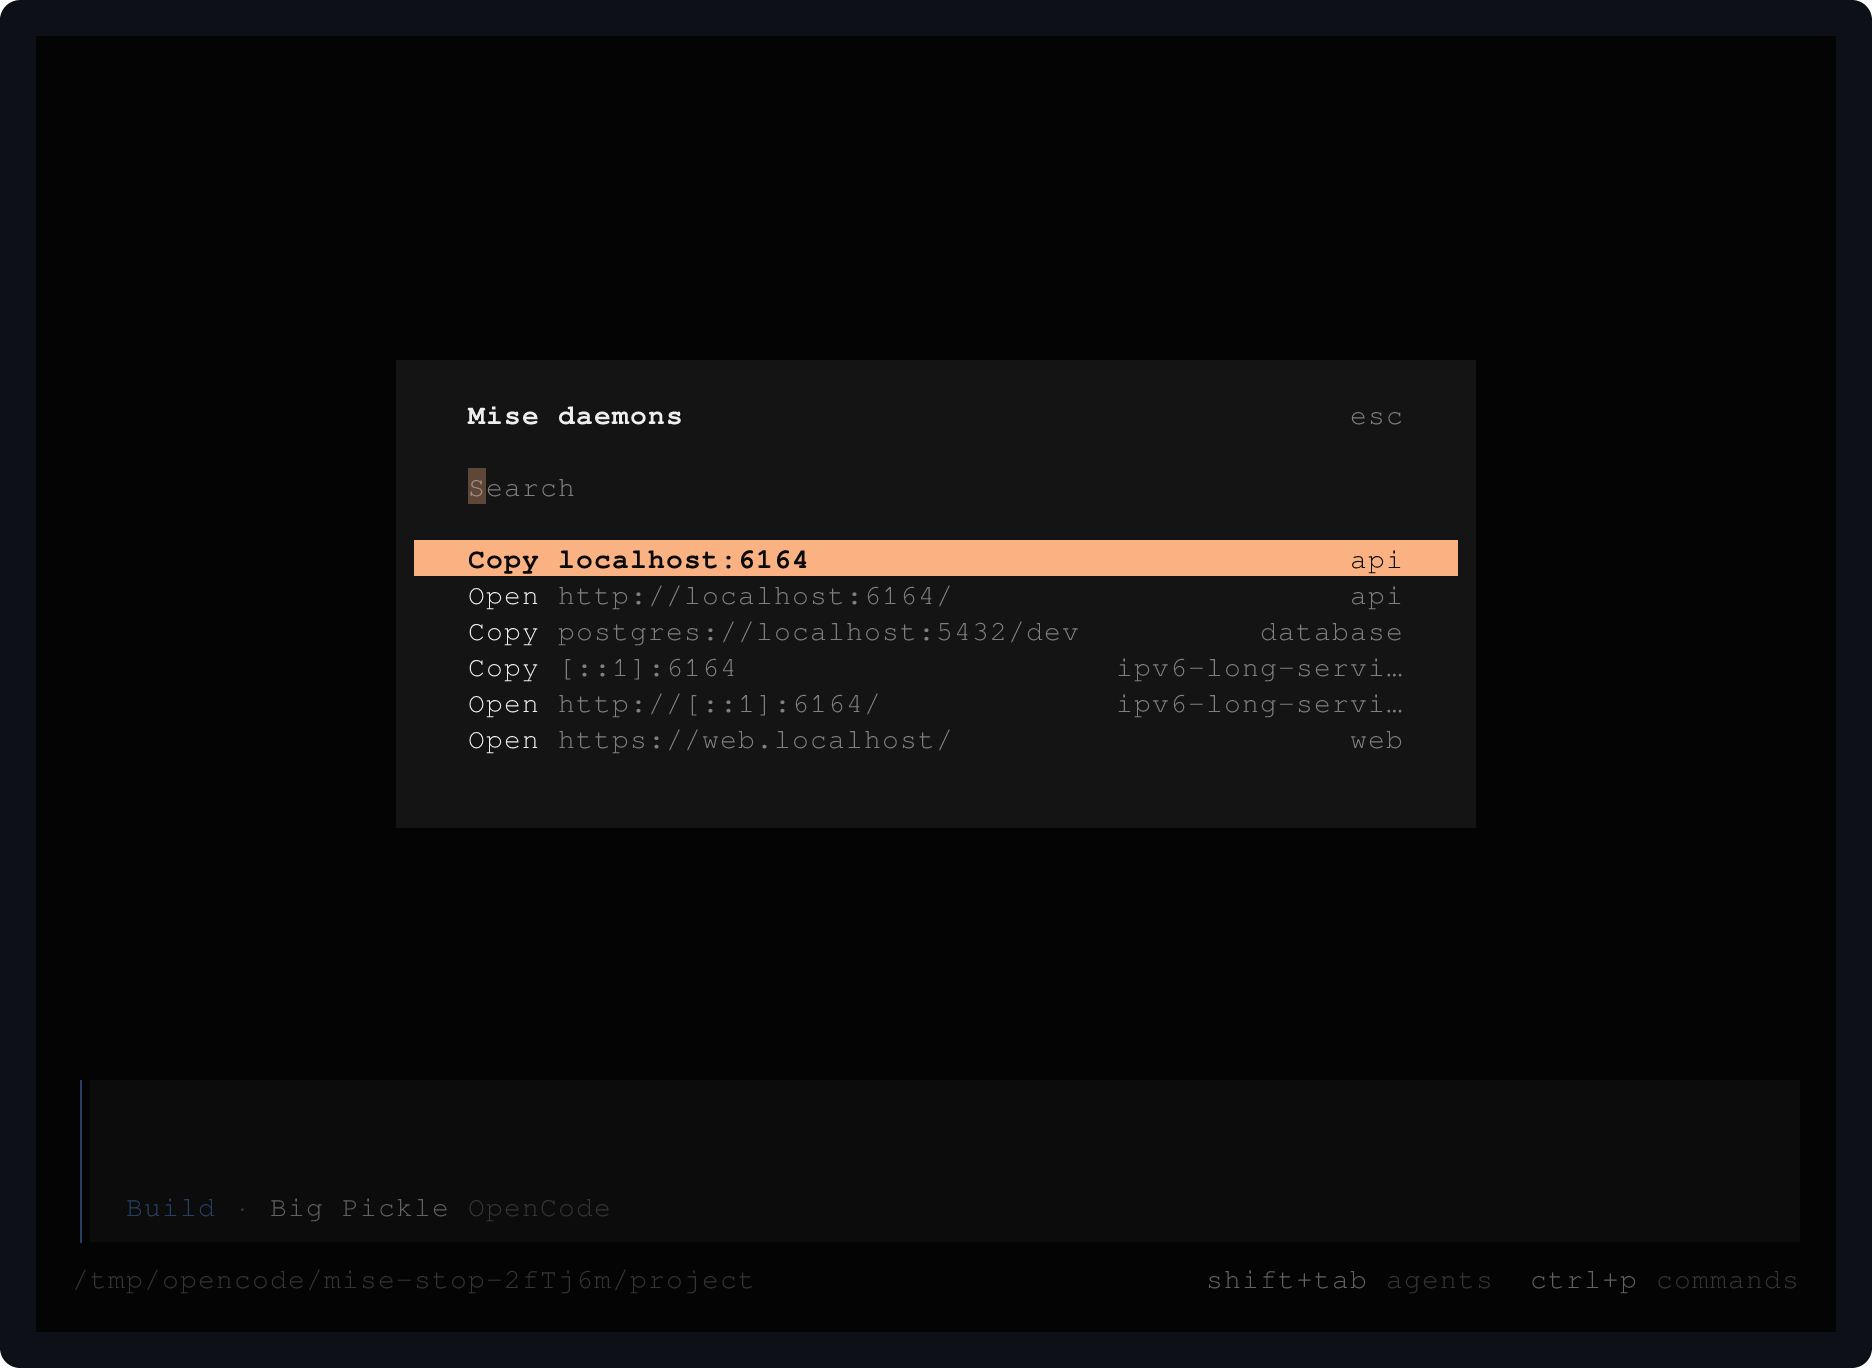 Mise daemons esc
Search
Copy localhost:6164 api
Open http://localhost:6164/ api
Copy postgres://localhost:5432/dev database
Copy [::1]:6164 ipv6-long-servi…
Open http://[::1]:6164/ ipv6-long-servi…
Open https://web.localhost/ web
Build · Big Pickle OpenCode
/tmp/opencode/mise-stop-2fTj6m/project shift+tab agents ctrl+p commands